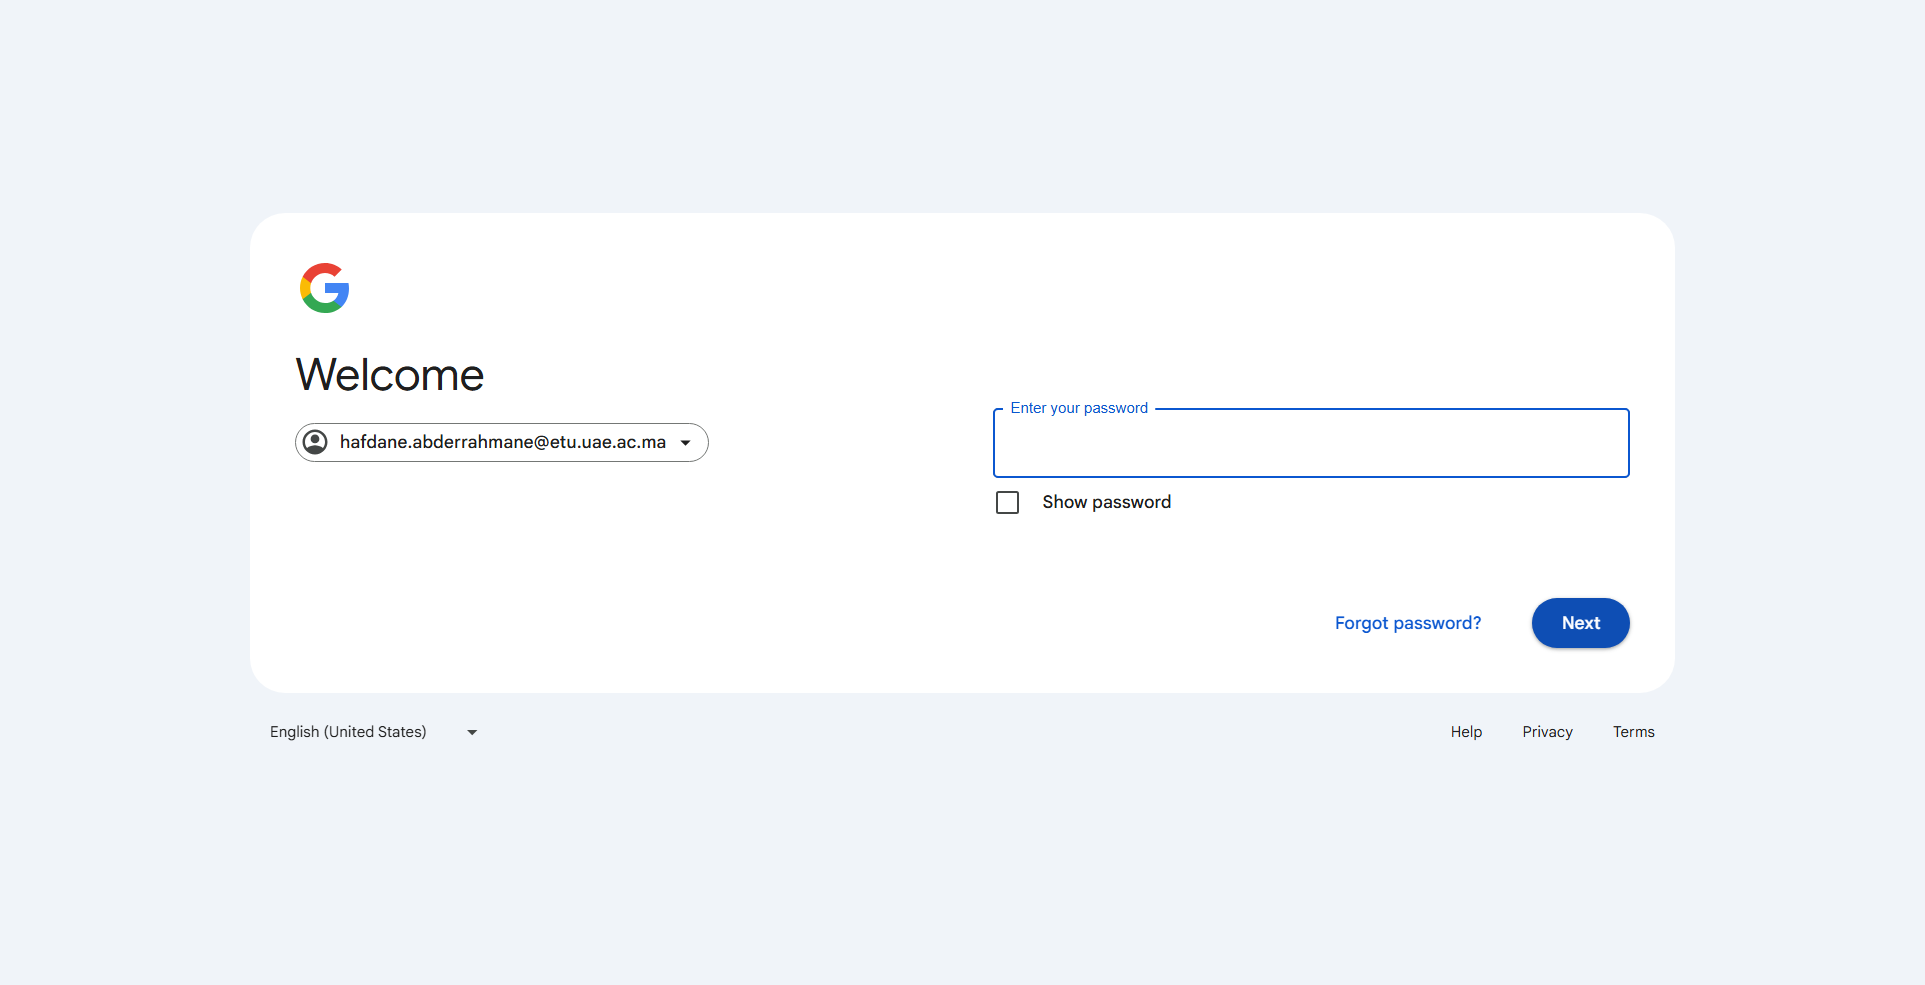 Welcome
hafdane.abderrahmane@etu.uae.ac.ma
Enter your password
Show password
Forgot password?
Next
English (United States)
Help
Privacy
Terms